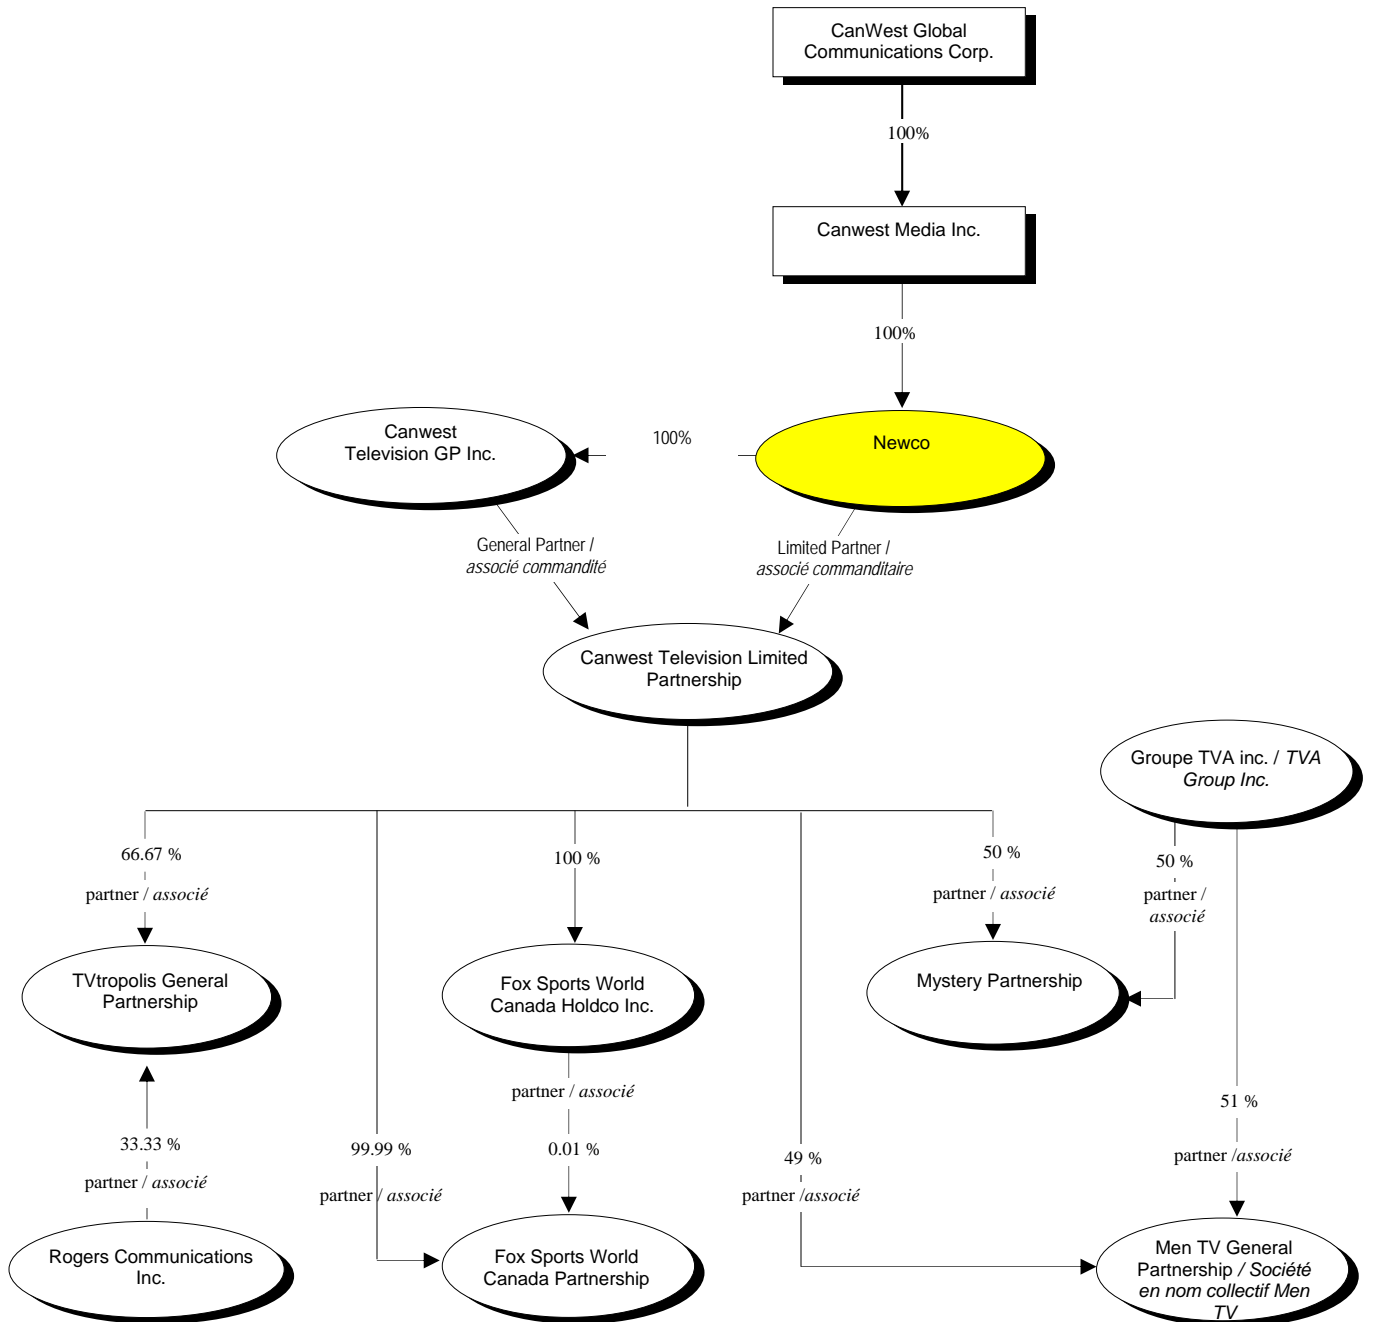 CanWest Global
Communications Corp.
100%
Canwest Media Inc.
100%
Canwest
Television GP Inc.
100%
Newco
General Partner /
associé commandité
Limited Partner /
associé commanditaire
Canwest Television Limited
Partnership
Groupe TVA inc. / TVA
Group Inc.
66.67 %
partner / associé
100 %
50 %
partner / associé
50 %
partner /
associé
TVtropolis General
Partnership
Fox Sports World
Canada Holdco Inc.
Mystery Partnership
partner / associé
0.01 %
33.33 %
partner / associé
99.99 %
partner / associé
49 %
partner /associé
51 %
partner /associé
Rogers Communications
Inc.
Fox Sports World
Canada Partnership
Men TV General
Partnership / Société
en nom collectif Men
TV